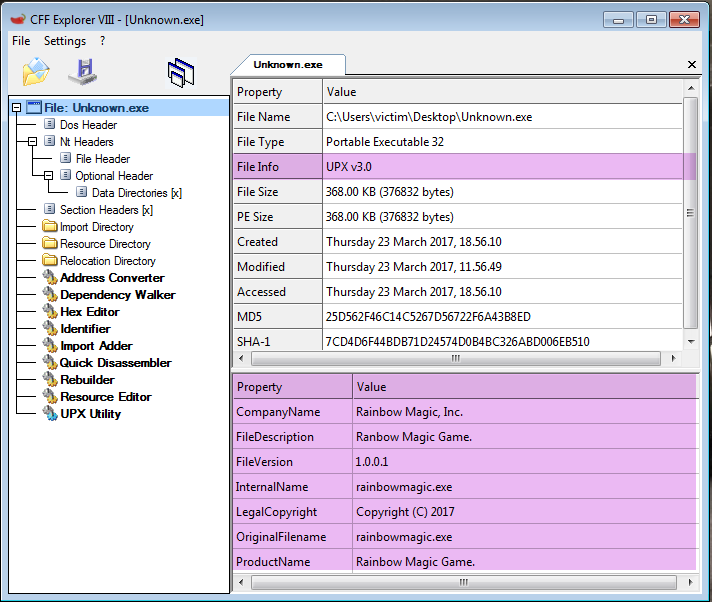 CFF Explorer VIII - [Unknown.exe]
File Settings ?
Unknown.exe
File: Unknown.exe
Dos Header
Nt Headers
File Header
Optional Header
Data Directories [x]
Section Headers [x]
Import Directory
Resource Directory
Relocation Directory
Address Converter
Dependency Walker
Hex Editor
Identifier
Import Adder
Quick Disassembler
Rebuilder
Resource Editor
UPX Utility
Property Value
File Name C:\Users\victim\Desktop\Unknown.exe
File Type Portable Executable 32
File Info UPX v3.0
File Size 368.00 KB (376832 bytes)
PE Size 368.00 KB (376832 bytes)
Created Thursday 23 March 2017, 18.56.10
Modified Thursday 23 March 2017, 11.56.49
Accessed Thursday 23 March 2017, 18.56.10
MD5 25D562F46C14C5267D56722F6A43B8ED
SHA-1 7CD4D6F44BDB71D24574D0B4BC326ABD006EB510
Property Value
CompanyName Rainbow Magic, Inc.
FileDescription Ranbow Magic Game.
FileVersion 1.0.0.1
InternalName rainbowmagic.exe
LegalCopyright Copyright (C) 2017
OriginalFilename rainbowmagic.exe
ProductName Rainbow Magic Game.